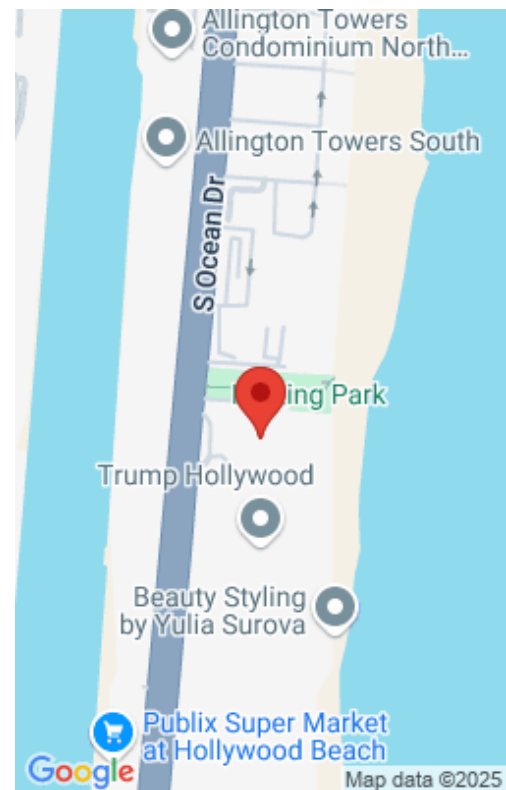 Allington Towers
Condominium North...
Allington Towers South
S Ocean Dr
Park
Trump Hollywood
Beauty Styling
by Yulia Surova
Publix Super Market
at Hollywood Beach
Google
Map data ©2025